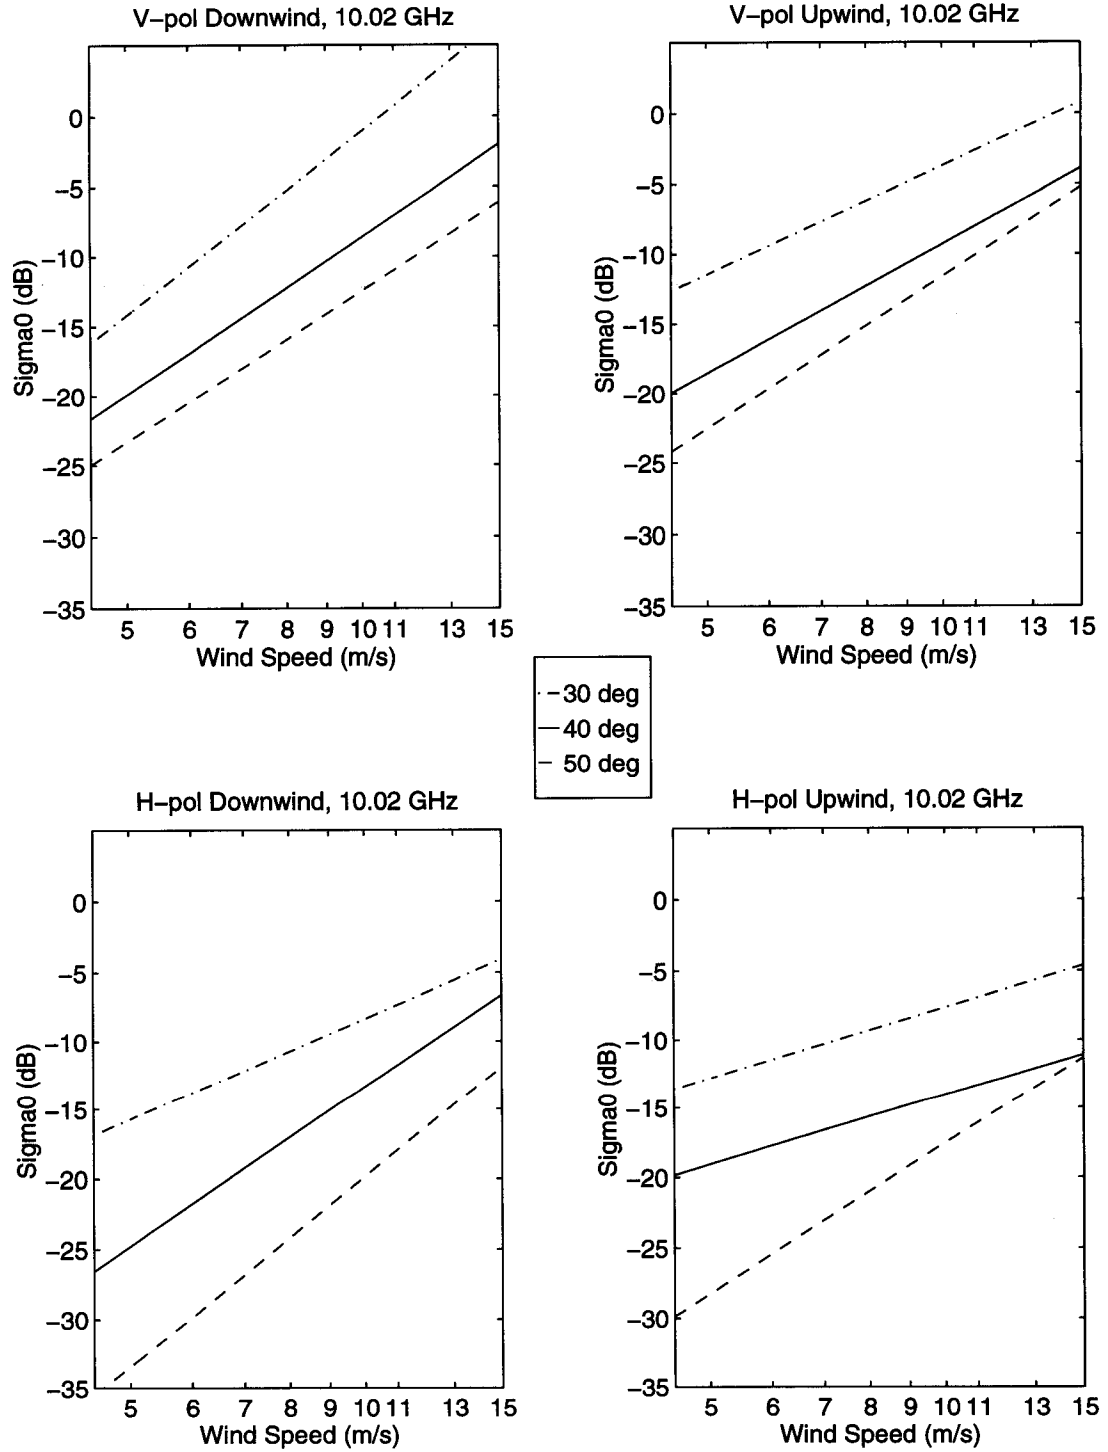 V-pol Downwind, 10.02 GHz
0
-5
-10
-15
-20
-25
-30
-35
Sigma0 (dB)
5 6 7 8 9 10 11 13 15
Wind Speed (m/s)
V-pol Upwind, 10.02 GHz
0
-5
-10
-15
-20
-25
-30
-35
Sigma0 (dB)
5 6 7 8 9 10 11 13 15
Wind Speed (m/s)
30 deg
40 deg
50 deg
H-pol Downwind, 10.02 GHz
0
-5
-10
-15
-20
-25
-30
-35
Sigma0 (dB)
5 6 7 8 9 10 11 13 15
Wind Speed (m/s)
H-pol Upwind, 10.02 GHz
0
-5
-10
-15
-20
-25
-30
-35
Sigma0 (dB)
5 6 7 8 9 10 11 13 15
Wind Speed (m/s)